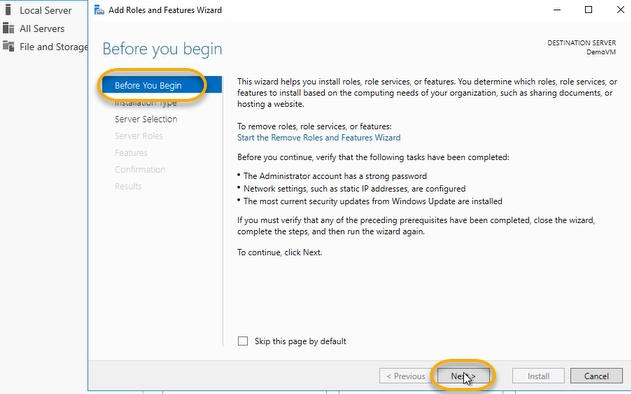 Local Server
All Servers
File and Storage
Add Roles and Features Wizard
Before you begin
DESTINATION SERVER
DemoVM
Before You Begin
Installation Type
Server Selection
Server Roles
Features
Confirmation
Results
This wizard helps you install roles, role services, or features. You determine which roles, role services, or
features to install based on the computing needs of your organization, such as sharing documents, or
hosting a website.
To remove roles, role services, or features:
Start the Remove Roles and Features Wizard
Before you continue, verify that the following tasks have been completed:
• The Administrator account has a strong password
• Network settings, such as static IP addresses, are configured
• The most current security updates from Windows Update are installed
If you must verify that any of the preceding prerequisites have been completed, close the wizard,
complete the steps, and then run the wizard again.
To continue, click Next.
Skip this page by default
< Previous
Next >
Install
Cancel